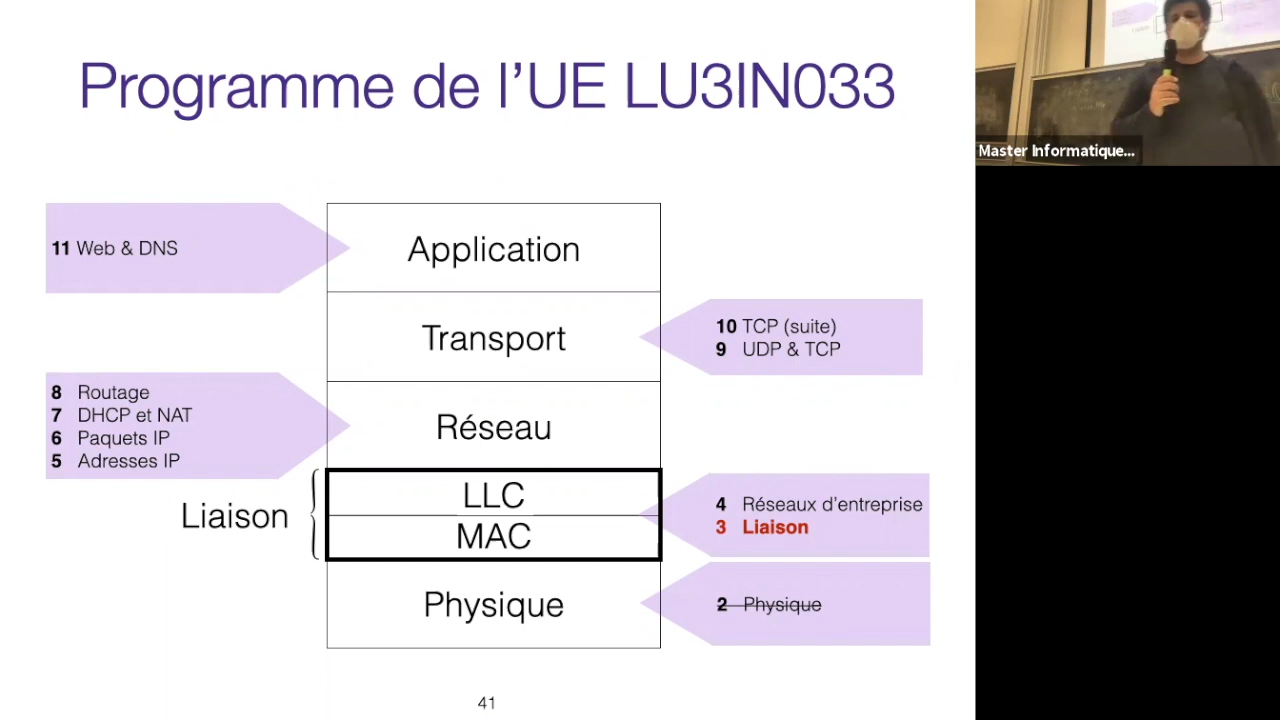 Programme de l'UE LU3IN033
Master Informatique...
11 Web & DNS
Application
Transport
10 TCP (suite)
9 UDP & TCP
8 Routage
7 DHCP et NAT
6 Paquets IP
5 Adresses IP
Réseau
Liaison
LLC
MAC
4 Réseaux d'entreprise
3 Liaison
Physique
2 Physique
41